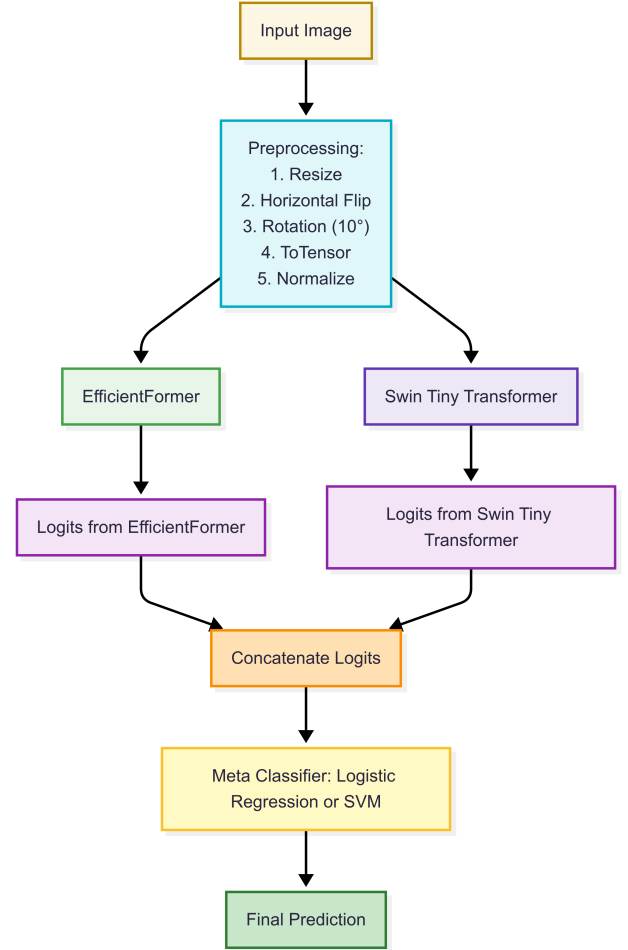 Input Image
Preprocessing:
1. Resize
2. Horizontal Flip
3. Rotation (10°)
4. ToTensor
5. Normalize
EfficientFormer
Swin Tiny Transformer
Logits from EfficientFormer
Logits from Swin Tiny
Transformer
Concatenate Logits
Meta Classifier: Logistic
Regression or SVM
Final Prediction